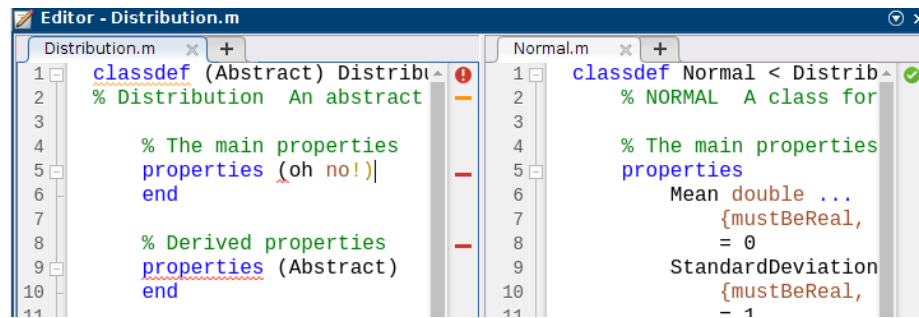 Editor - Distribution.m
Distribution.m
1 classdef (Abstract) Distribu
2 % Distribution  An abstract
3
4 % The main properties
5 properties (oh no!)
6 end
7
8 % Derived properties
9 properties (Abstract)
10 end
11
Normal.m
1 classdef Normal < Distrib
2 % NORMAL  A class for
3
4 % The main properties
5 properties
6 Mean double ...
7 {mustBeReal,
8 = 0
9 StandardDeviation
10 {mustBeReal,
11 = 1